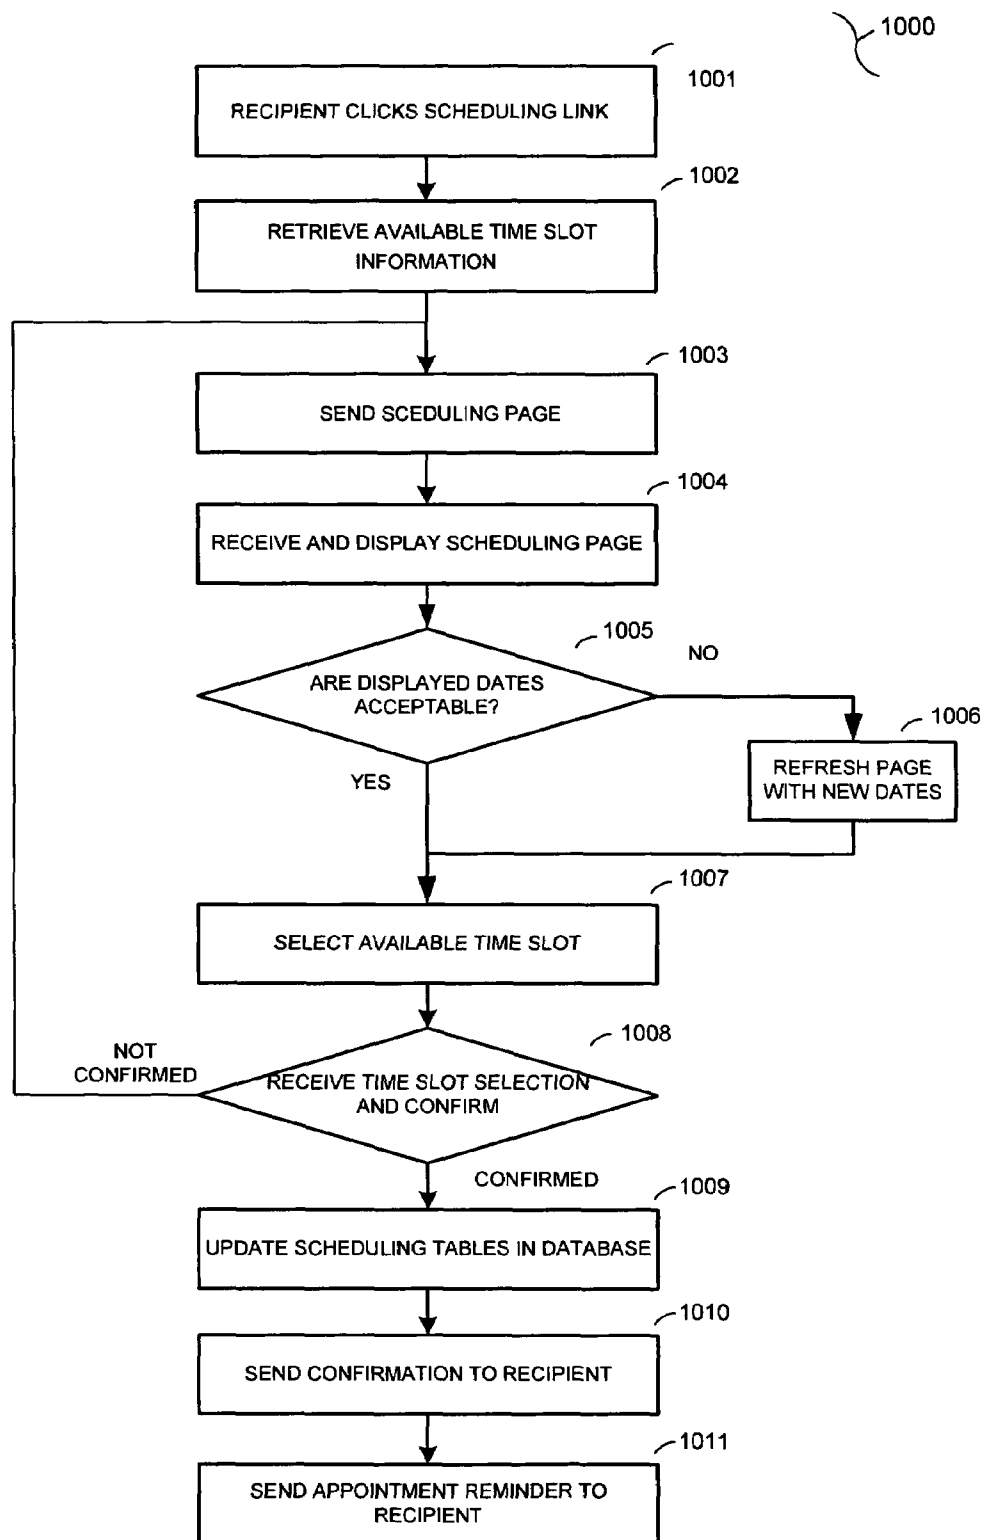 1000
1001
RECIPIENT CLICKS SCHEDULING LINK
1002
RETRIEVE AVAILABLE TIME SLOT
INFORMATION
1003
SEND SCEDULING PAGE
1004
RECEIVE AND DISPLAY SCHEDULING PAGE
1005
NO
ARE DISPLAYED DATES
ACCEPTABLE?
1006
YES
REFRESH PAGE
WITH NEW DATES
1007
SELECT AVAILABLE TIME SLOT
1008
NOT
CONFIRMED
RECEIVE TIME SLOT SELECTION
AND CONFIRM
CONFIRMED
1009
UPDATE SCHEDULING TABLES IN DATABASE
1010
SEND CONFIRMATION TO RECIPIENT
1011
SEND APPOINTMENT REMINDER TO
RECIPIENT